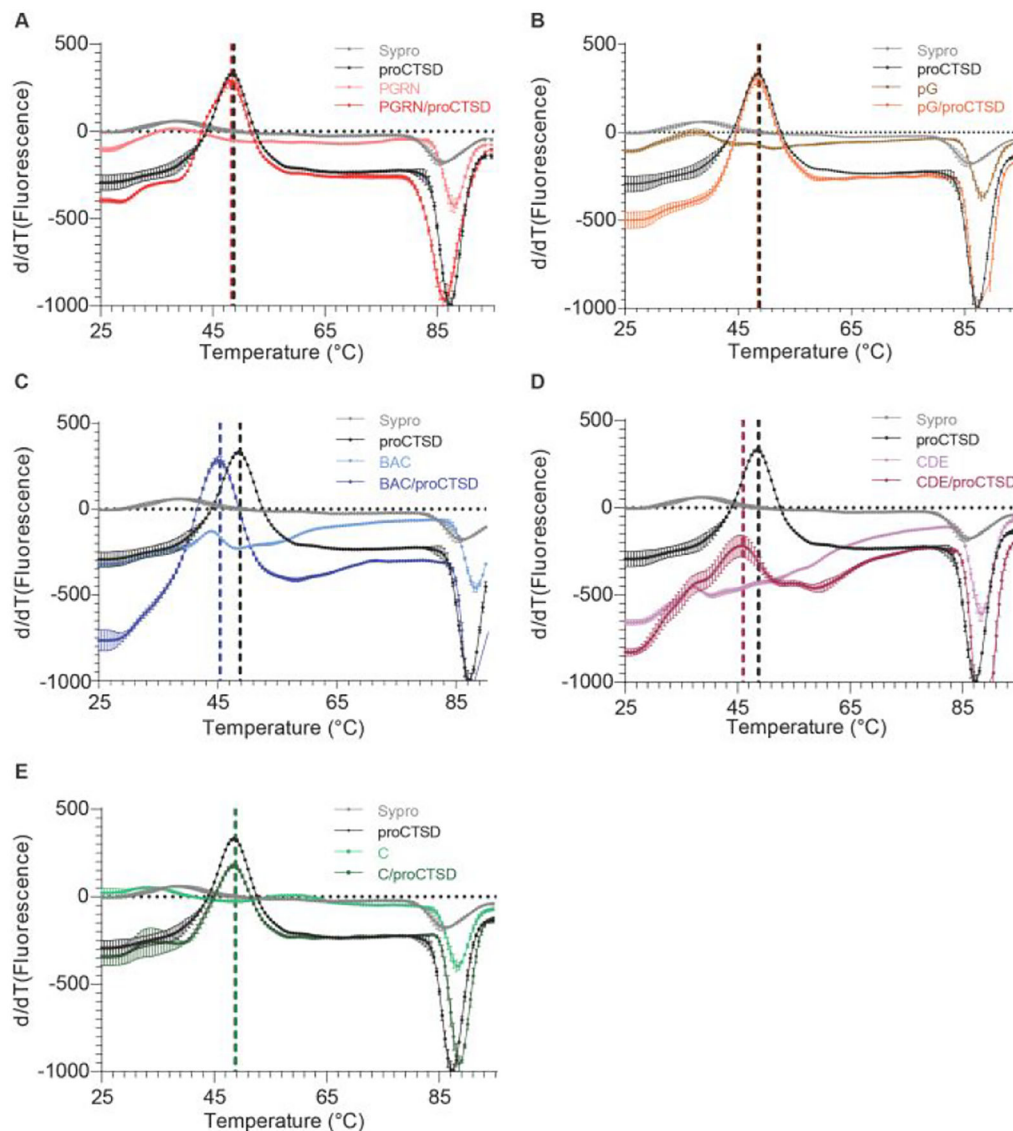 A
500
0
-500
-1000
d/dT(Fluorescence)
25
45
65
85
Temperature (°C)
Sypro
proCTSD
PGRN
PGRN/proCTSD
B
500
0
-500
-1000
d/dT(Fluorescence)
25
45
65
85
Temperature (°C)
Sypro
proCTSD
pG
pG/proCTSD
C
500
0
-500
-1000
d/dT(Fluorescence)
25
45
65
85
Temperature (°C)
Sypro
proCTSD
BAC
BAC/proCTSD
D
500
0
-500
-1000
d/dT(Fluorescence)
25
45
65
85
Temperature (°C)
Sypro
proCTSD
CDE
CDE/proCTSD
E
500
0
-500
-1000
d/dT(Fluorescence)
25
45
65
85
Temperature (°C)
Sypro
proCTSD
C
C/proCTSD